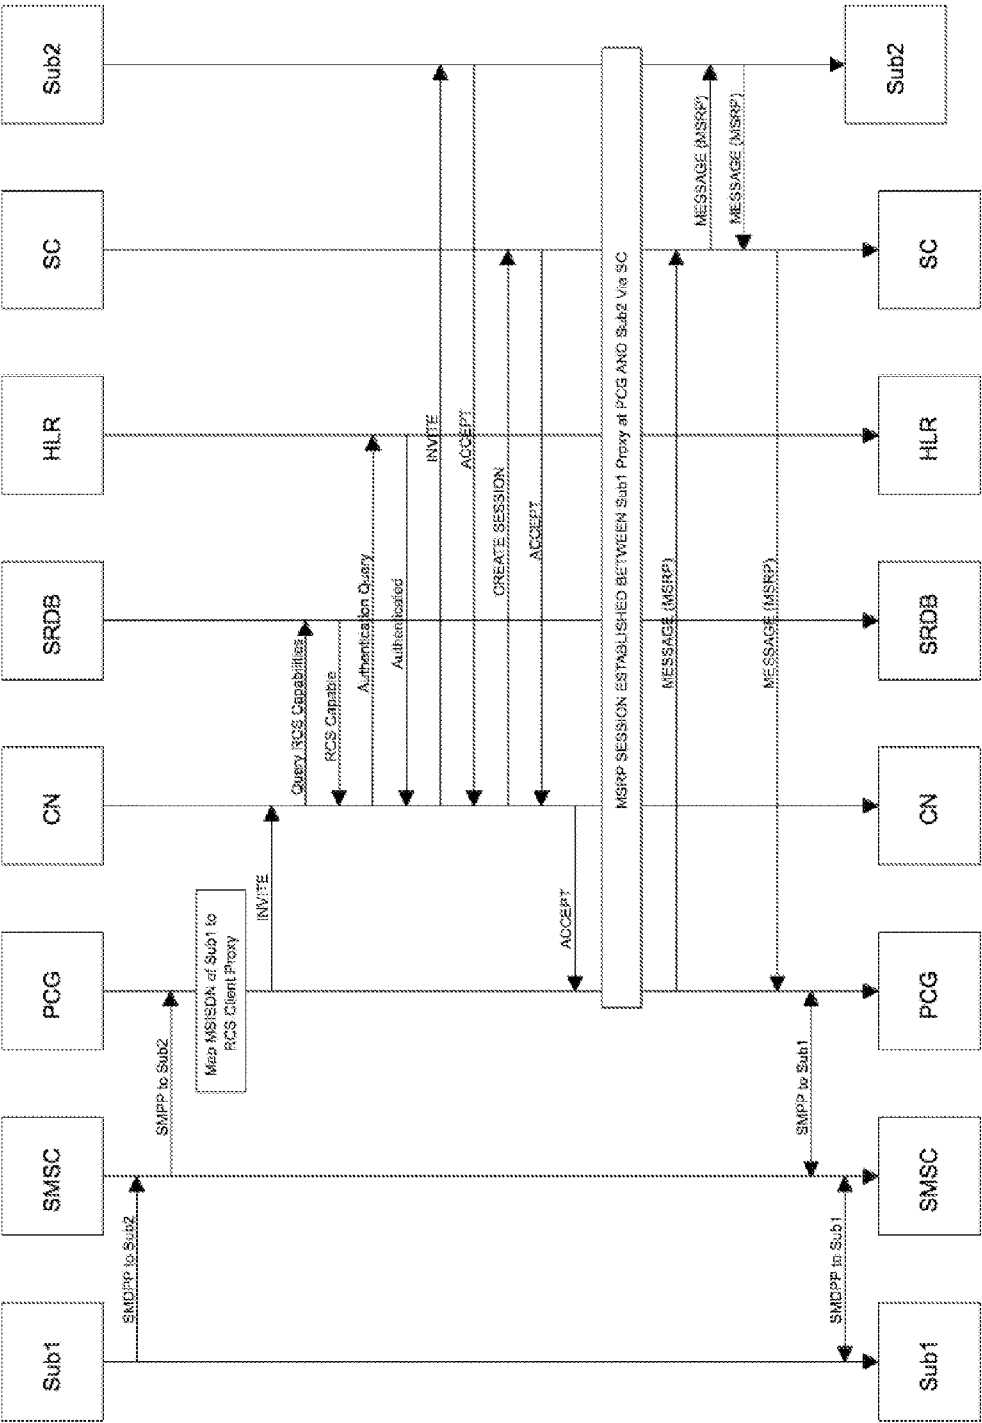 Sub1
SMSC
PCG
CN
SRDB
HLR
SC
Sub2
SMDPP to Sub2
SMPP to Sub2
Map MSISDN of Sub1 to
RCS Client Proxy
INVITE
Query RCS Capabilities
RCS Capable
Authentication Query
Authenticated
INVITE
ACCEPT
CREATE SESSION
ACCEPT
ACCEPT
MSRP SESSION ESTABLISHED BETWEEN Sub1 Proxy at PCG AND Sub2 Via SC
MESSAGE (MSRP)
MESSAGE (MSRP)
MESSAGE (MSRP)
MESSAGE (MSRP)
SMPP to Sub1
SMDPP to Sub1
Sub1
SMSC
PCG
CN
SRDB
HLR
SC
Sub2